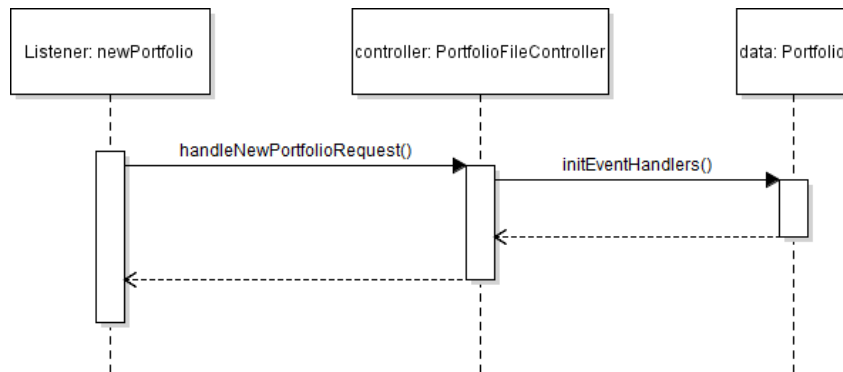 Listener: newPortfolio
controller: PortfolioFileController
data: Portfolio
handleNewPortfolioRequest()
initEventHandlers()